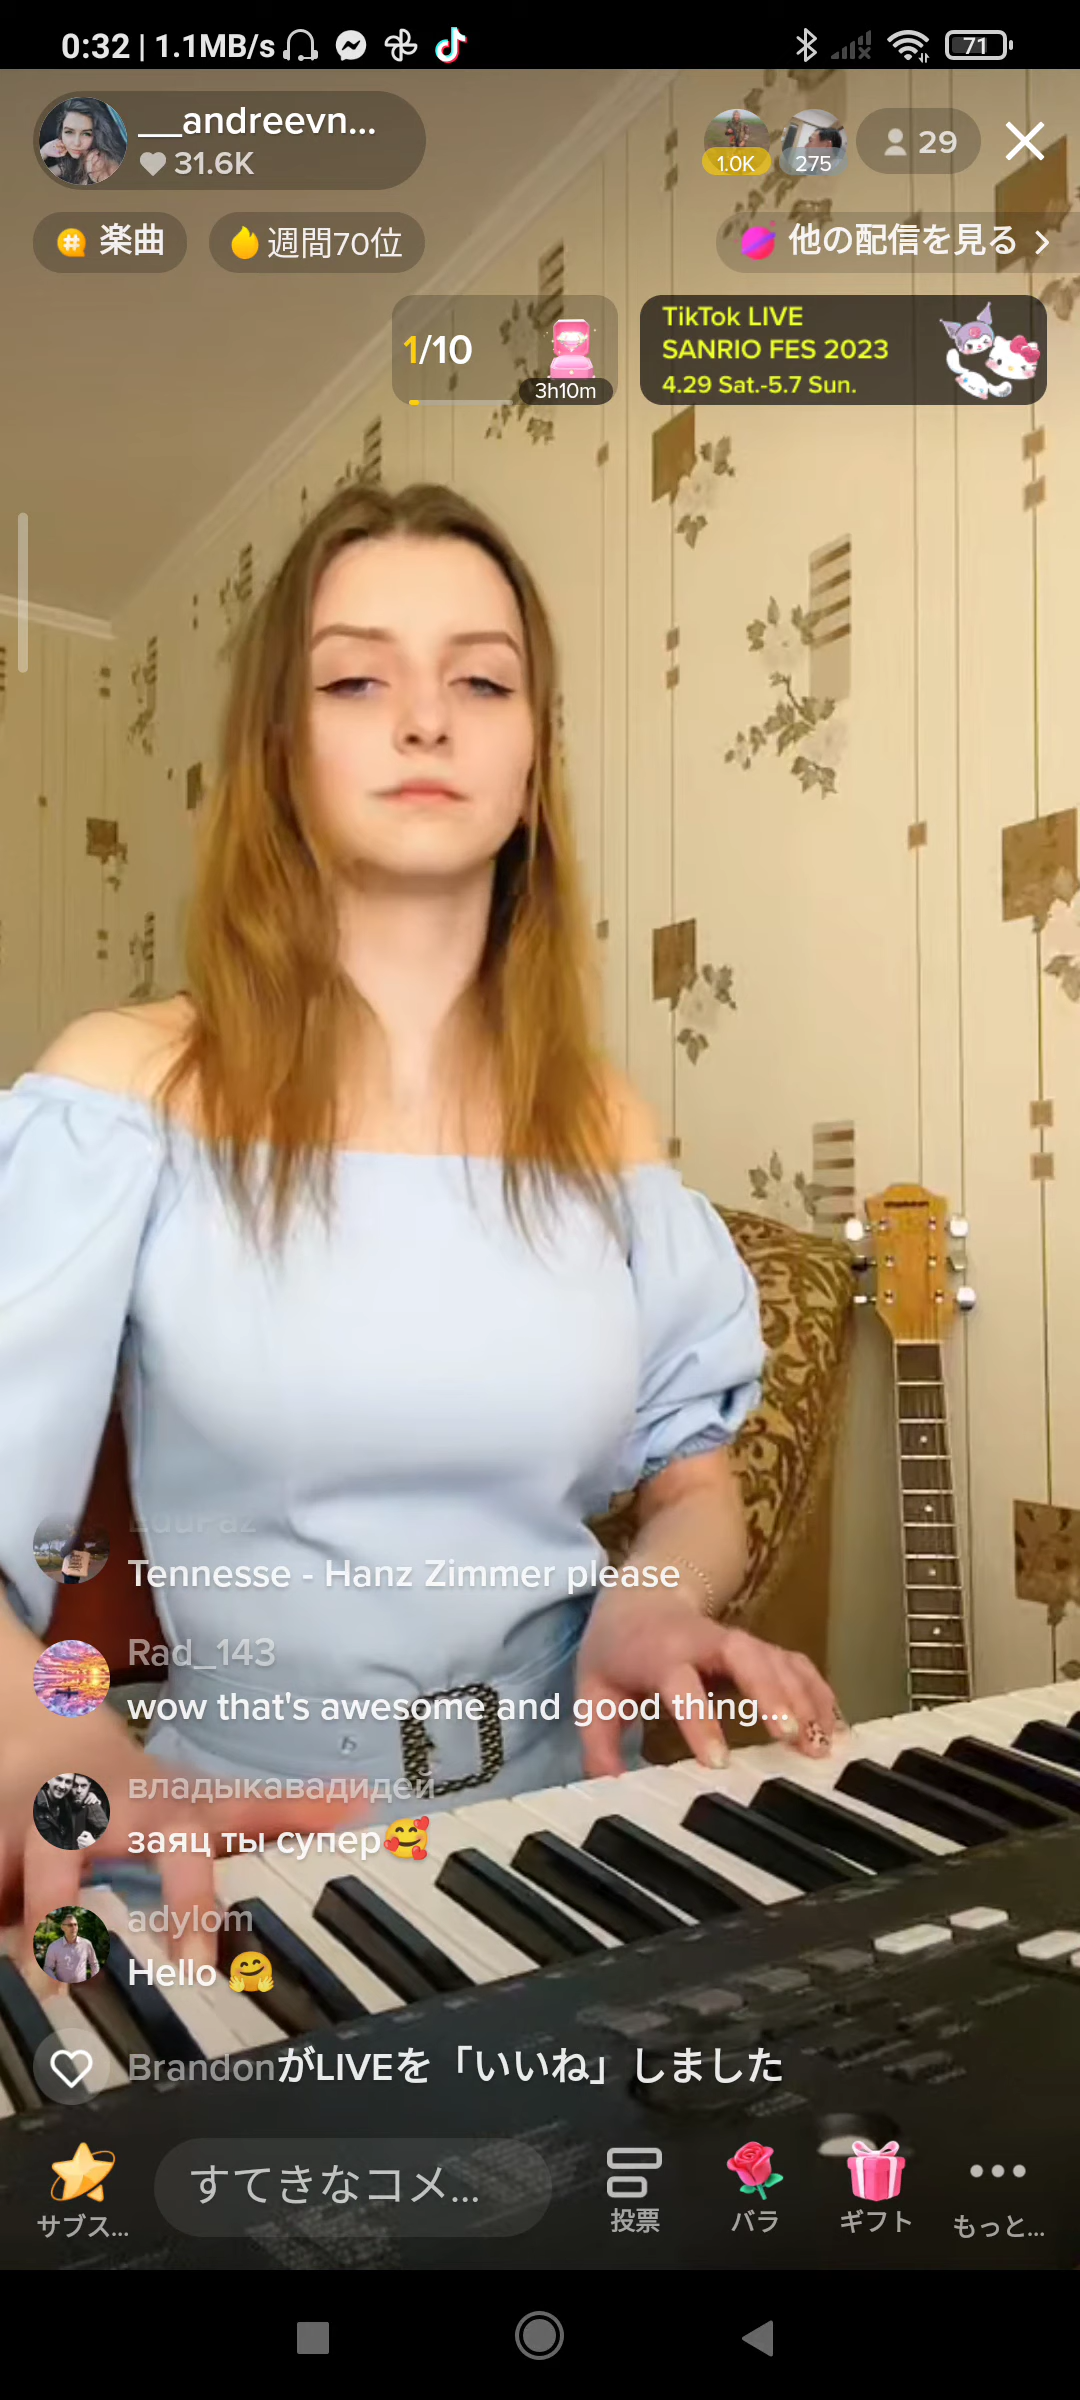 0:32 | 1.1MB/s
71
__andreevn...
31.6K
1.0K
275
29
楽曲
週間70位
他の配信を見る
1/10
3h10m
TikTok LIVE
SANRIO FES 2023
4.29 Sat.-5.7 Sun.
EduPaz
Tennesse - Hanz Zimmer please
Rad_143
wow that's awesome and good thing...
владыкавадидей
заяц ты супер🥰
adylom
Hello 🤗
BrandonがLIVEを「いいね」しました
すてきなコメ...
サブス...
投票
バラ
ギフト
もっと...